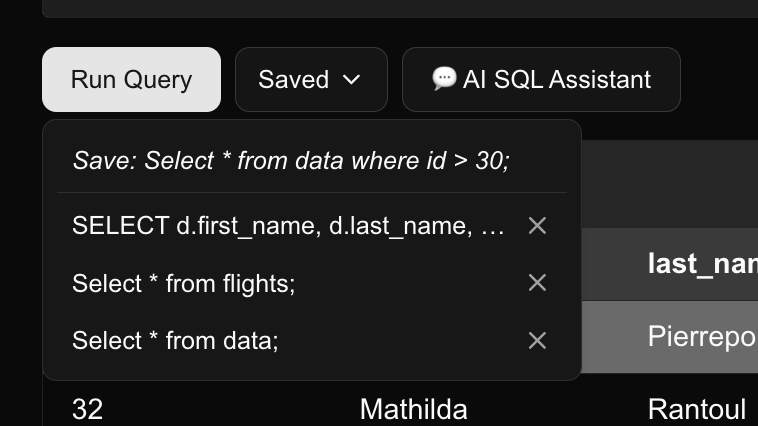 Run Query Saved 💬 AI SQL Assistant
Save: Select * from data where id > 30;
SELECT d.first_name, d.last_name, …
Select * from flights;
Select * from data;
last_nam
Pierrepo
32 Mathilda Rantoul